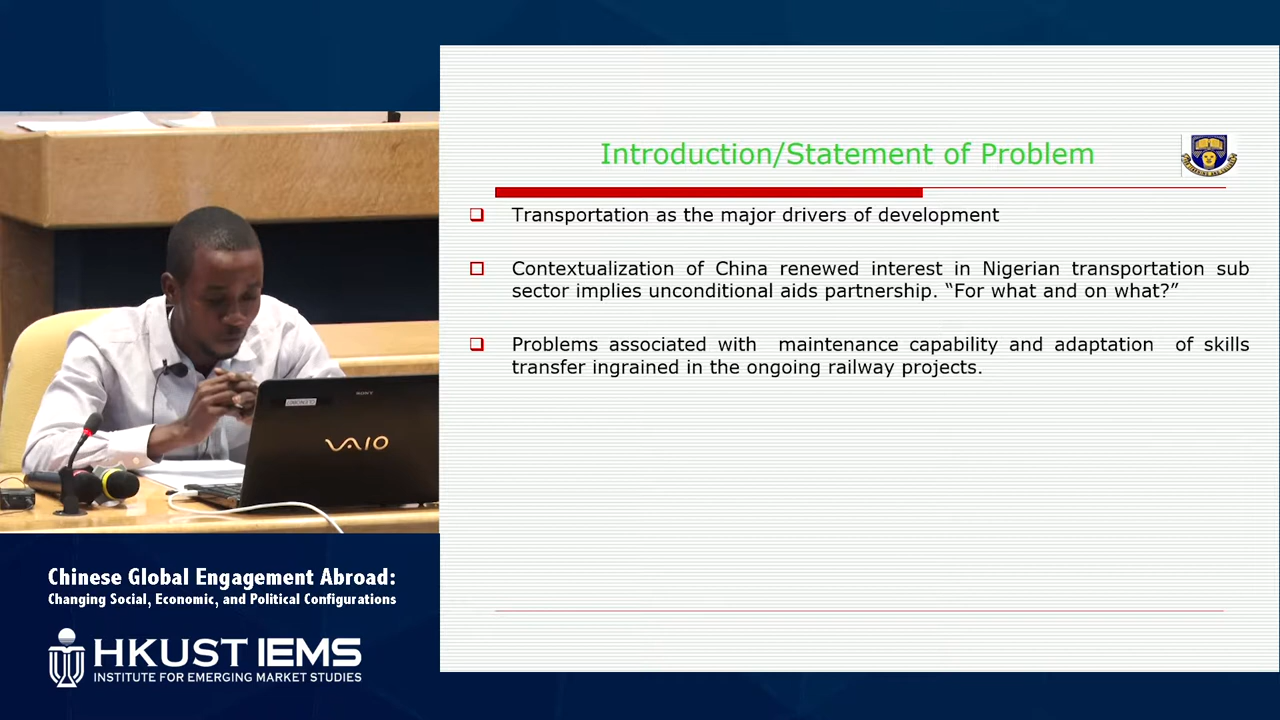 Introduction/Statement of Problem
Transportation as the major drivers of development
Contextualization of China renewed interest in Nigerian transportation sub
sector implies unconditional aids partnership. “For what and on what?”
Problems associated with maintenance capability and adaptation of skills
transfer ingrained in the ongoing railway projects.
SONY
VAIO
Chinese Global Engagement Abroad:
Changing Social, Economic, and Political Configurations
HKUST IEMS
INSTITUTE FOR EMERGING MARKET STUDIES